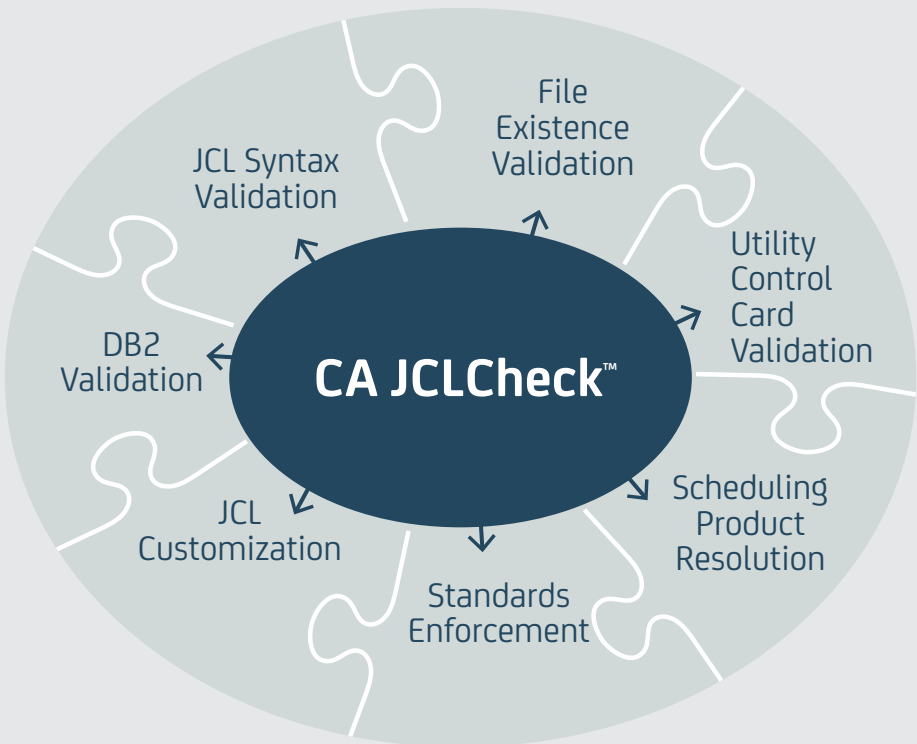 File
Existence
Validation
JCL Syntax
Validation
Utility
Control
Card
Validation
DB2
Validation
CA JCLCheck™
Scheduling
Product
Resolution
JCL
Customization
Standards
Enforcement